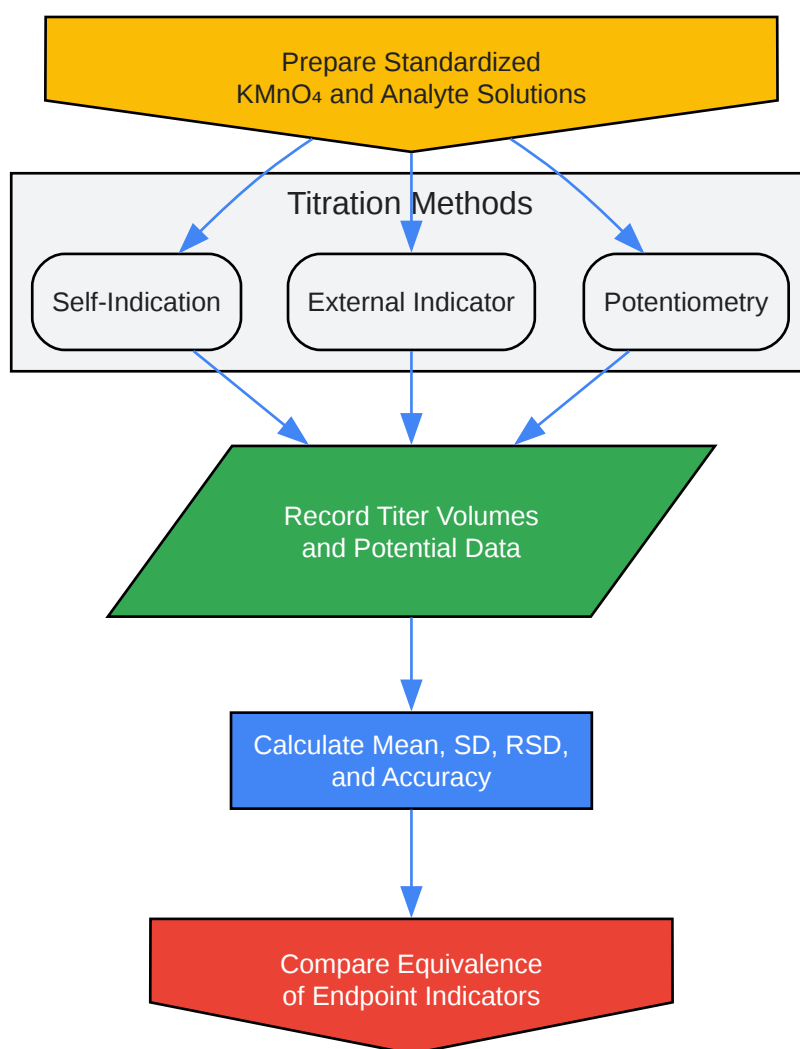 Prepare Standardized
KMnO₄ and Analyte Solutions
Titration Methods
Self-Indication
External Indicator
Potentiometry
Record Titer Volumes
and Potential Data
Calculate Mean, SD, RSD,
and Accuracy
Compare Equivalence
of Endpoint Indicators